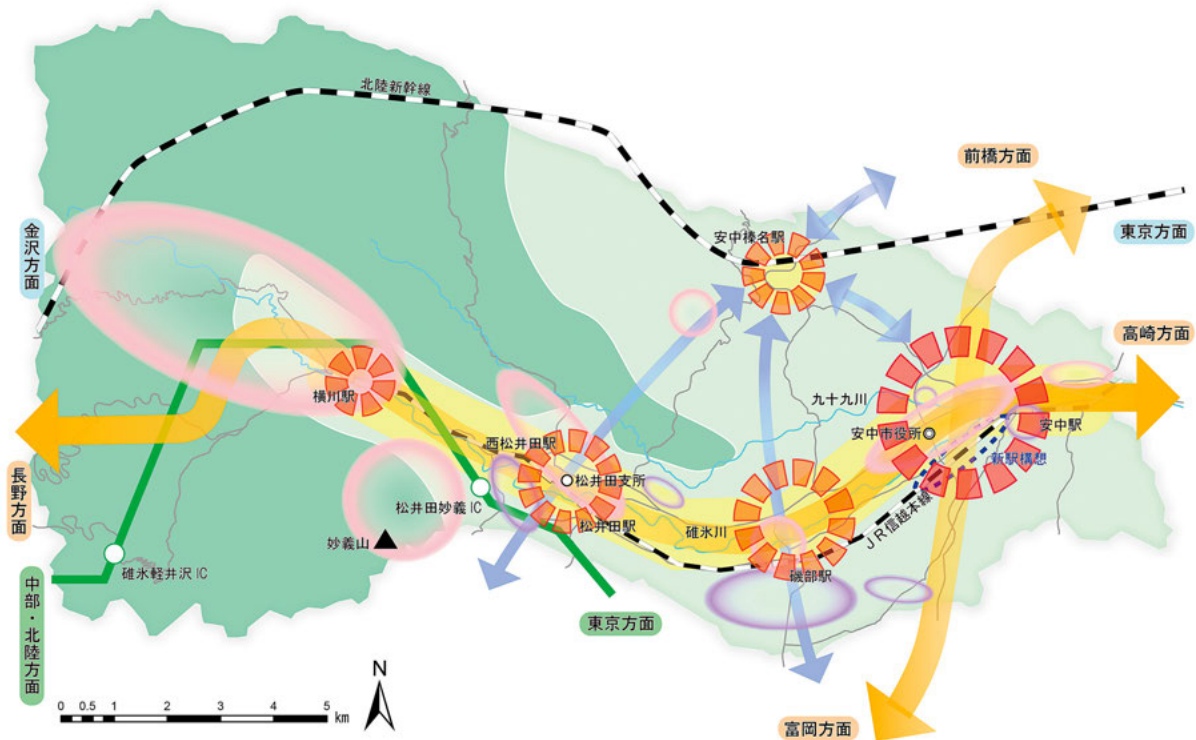 北陸新幹線
前橋方面
金沢方面
安中榛名駅
東京方面
高崎方面
横川駅
九十九川
安中駅
西松井田駅
安中市役所
新駅構想
長野方面
松井田支所
松井田妙義IC
松井田駅
碓氷川
JR信越本線
妙義山
碓氷軽井沢IC
磯部駅
中部・北陸方面
東京方面
N
0 0.5 1 2 3 4 5
km
富岡方面